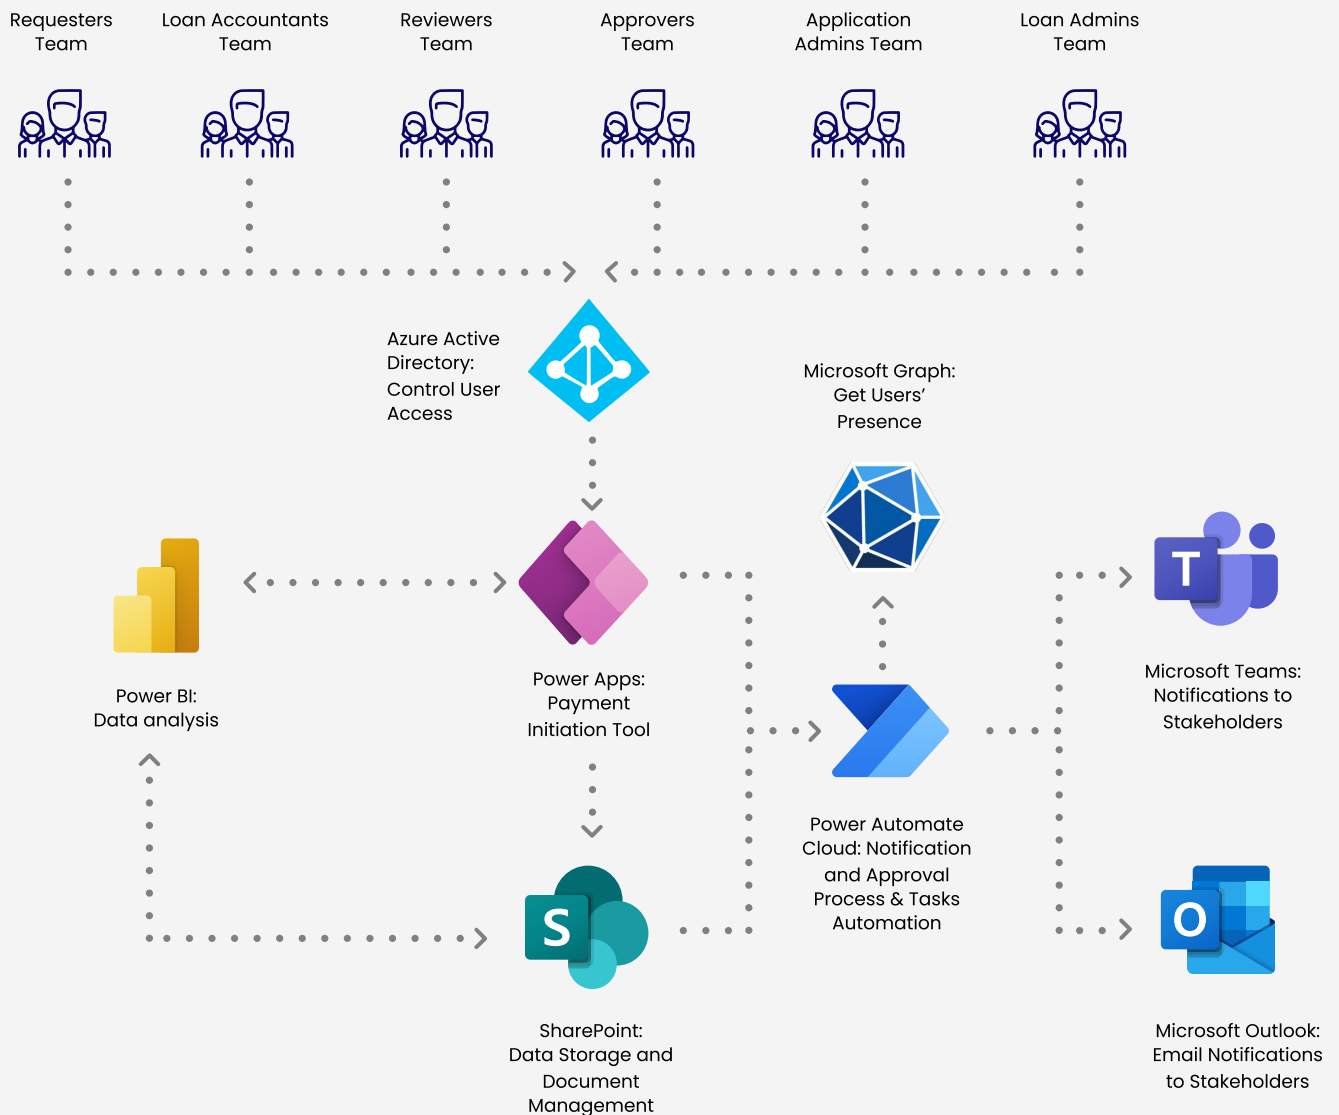 Requesters
Team
Loan Accountants
Team
Reviewers
Team
Approvers
Team
Application
Admins Team
Loan Admins
Team
Azure Active
Directory:
Control User
Access
Microsoft Graph:
Get Users’
Presence
T
Microsoft Teams:
Notifications to
Stakeholders
Power BI:
Data analysis
Power Apps:
Payment
Initiation Tool
Power Automate
Cloud: Notification
and Approval
Process & Tasks
Automation
S
SharePoint:
Data Storage and
Document
Management
O
Microsoft Outlook:
Email Notifications
to Stakeholders